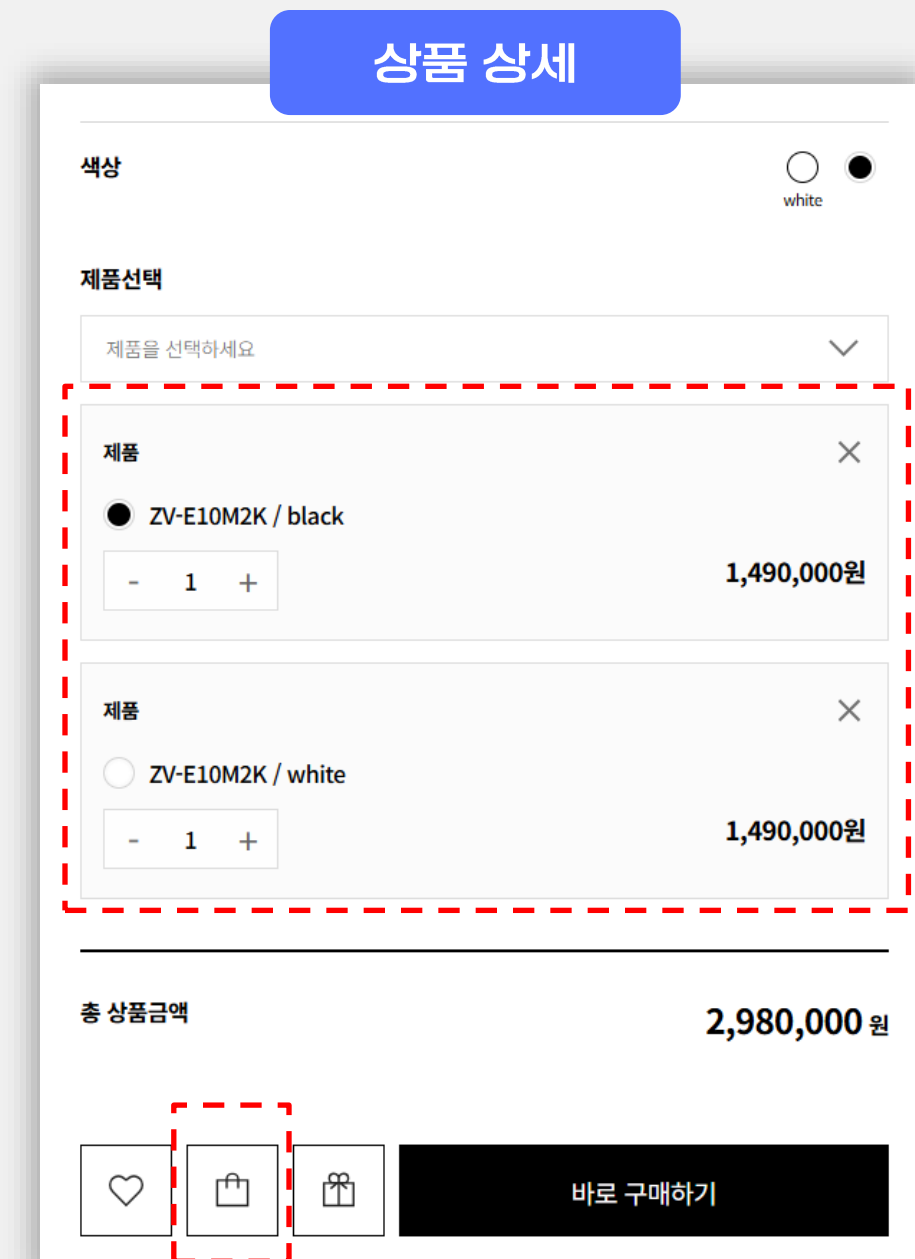 상품 상세
색상
white
제품선택
제품을 선택하세요
제품
ZV-E10M2K / black
- 1 +
1,490,000원
제품
ZV-E10M2K / white
- 1 +
1,490,000원
총 상품금액
2,980,000 원
바로 구매하기